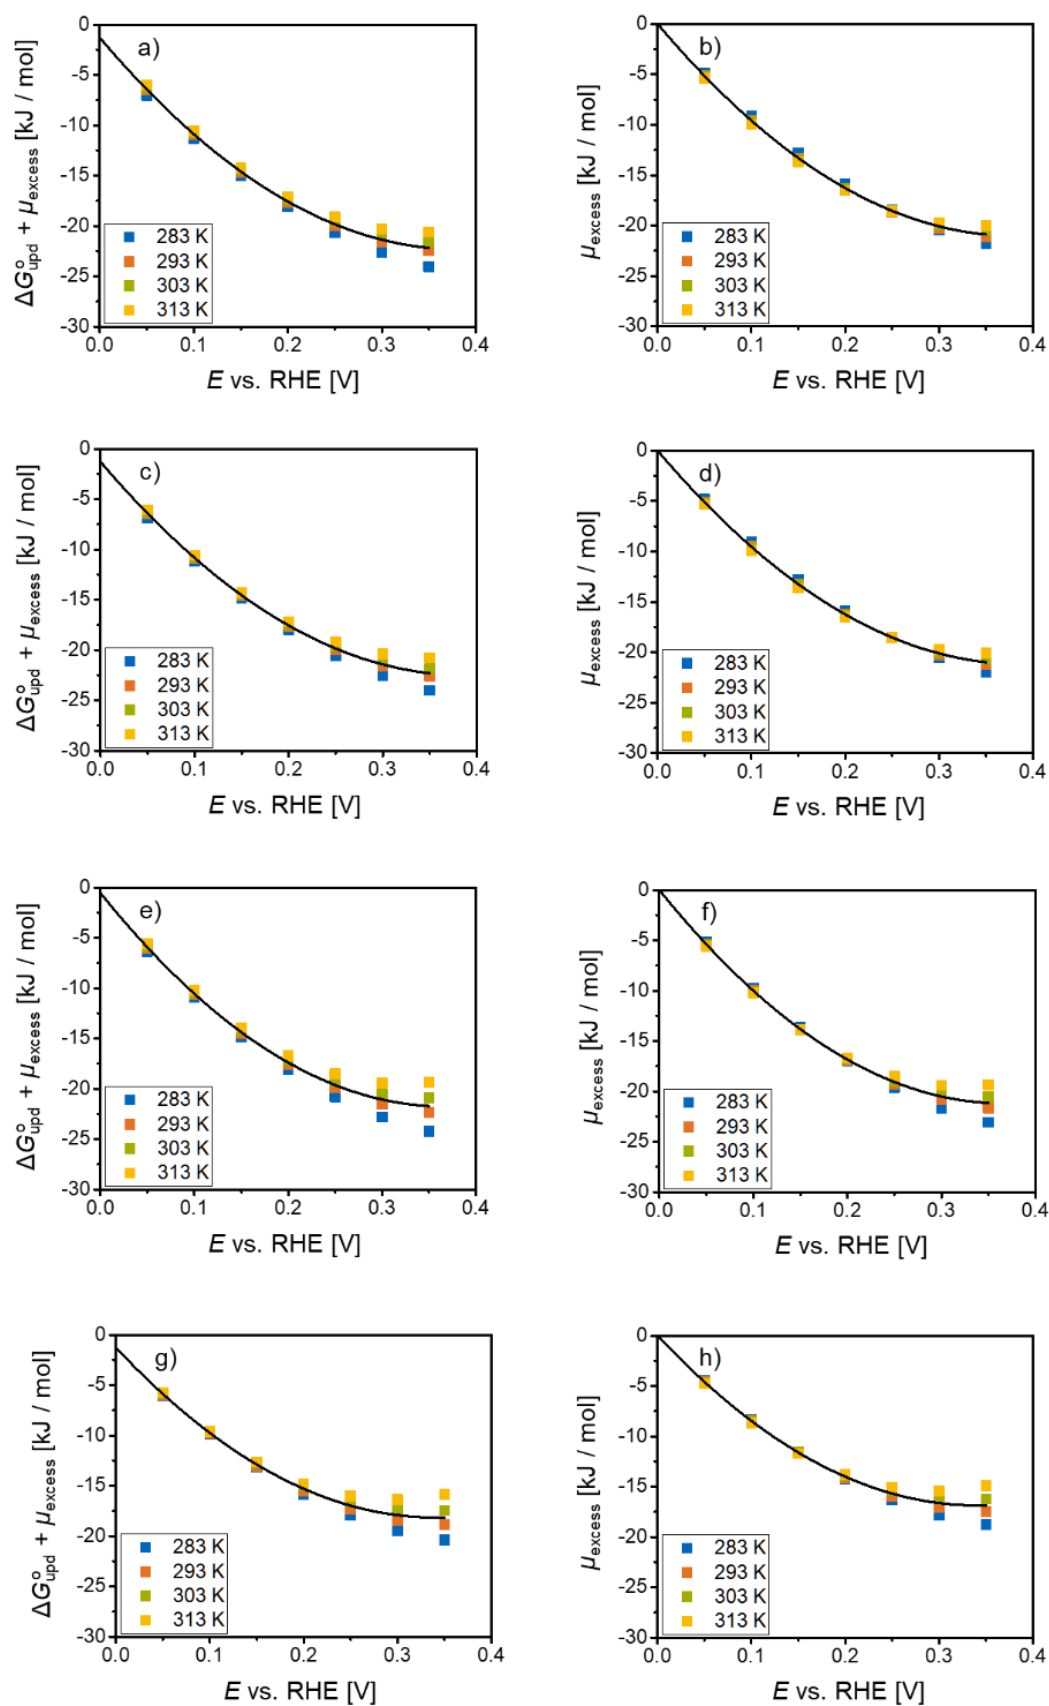 a)
0
-5
-10
-15
-20
-25
-30
ΔG°upd + μexcess [kJ / mol]
283 K
293 K
303 K
313 K
0.0 0.1 0.2 0.3 0.4
E vs. RHE [V]
b)
0
-5
-10
-15
-20
-25
-30
μexcess [kJ / mol]
283 K
293 K
303 K
313 K
0.0 0.1 0.2 0.3 0.4
E vs. RHE [V]
c)
0
-5
-10
-15
-20
-25
-30
ΔG°upd + μexcess [kJ / mol]
283 K
293 K
303 K
313 K
0.0 0.1 0.2 0.3 0.4
E vs. RHE [V]
d)
0
-5
-10
-15
-20
-25
-30
μexcess [kJ / mol]
283 K
293 K
303 K
313 K
0.0 0.1 0.2 0.3 0.4
E vs. RHE [V]
e)
0
-5
-10
-15
-20
-25
-30
ΔG°upd + μexcess [kJ / mol]
283 K
293 K
303 K
313 K
0.0 0.1 0.2 0.3 0.4
E vs. RHE [V]
f)
0
-5
-10
-15
-20
-25
-30
μexcess [kJ / mol]
283 K
293 K
303 K
313 K
0.0 0.1 0.2 0.3 0.4
E vs. RHE [V]
g)
0
-5
-10
-15
-20
-25
-30
ΔG°upd + μexcess [kJ / mol]
283 K
293 K
303 K
313 K
0.0 0.1 0.2 0.3 0.4
E vs. RHE [V]
h)
0
-5
-10
-15
-20
-25
-30
μexcess [kJ / mol]
283 K
293 K
303 K
313 K
0.0 0.1 0.2 0.3 0.4
E vs. RHE [V]